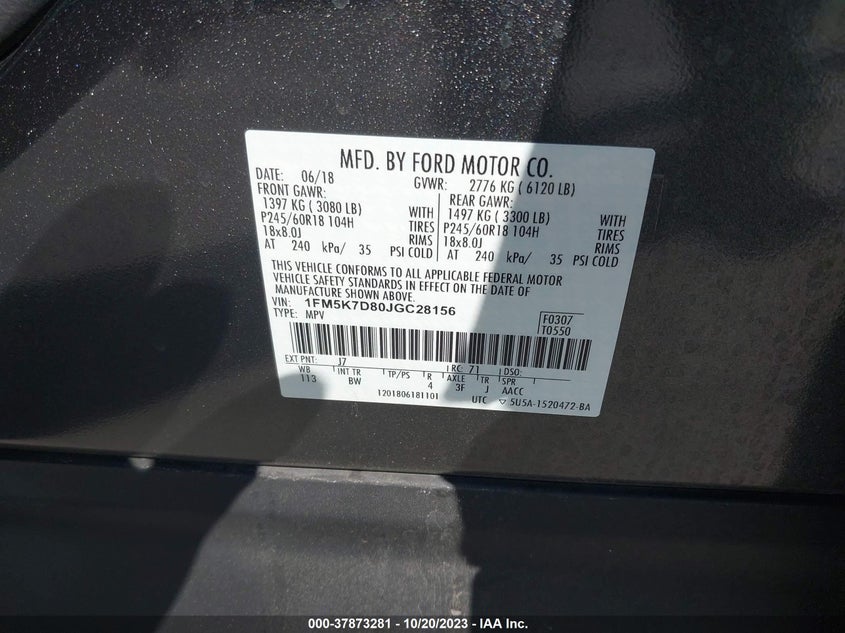 MFD. BY FORD MOTOR CO.
DATE: 06/18 GVWR: 2776 KG ( 6120 LB)
FRONT GAWR: REAR GAWR:
1397 KG ( 3080 LB) WITH 1497 KG ( 3300 LB) WITH
P245/60R18 104H TIRES P245/60R18 104H TIRES
18x8.0J RIMS 18x8.0J RIMS
AT 240 kPa/ 35 PSI COLD AT 240 kPa/ 35 PSI COLD
THIS VEHICLE CONFORMS TO ALL APPLICABLE FEDERAL MOTOR
VEHICLE SAFETY STANDARDS IN EFFECT ON THE DATE OF
MANUFACTURE SHOWN ABOVE.
VIN: 1FM5K7D80JGC28156 F0307
TYPE: MPV T0550
EXT PNT: J7 RC: 71 DSO:
WB INT TR TP/PS R AXLE TR SPR
113 BW 4 3F J AACC
1201806181101 UTC ▽ 5U5A-1520472-BA
000-37873281 - 10/20/2023 - IAA Inc.